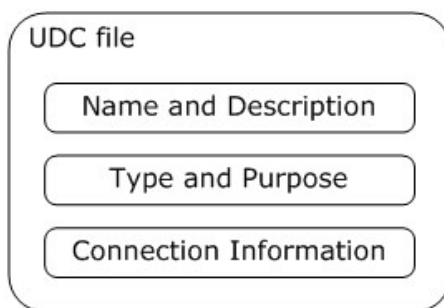 UDC file
Name and Description
Type and Purpose
Connection Information